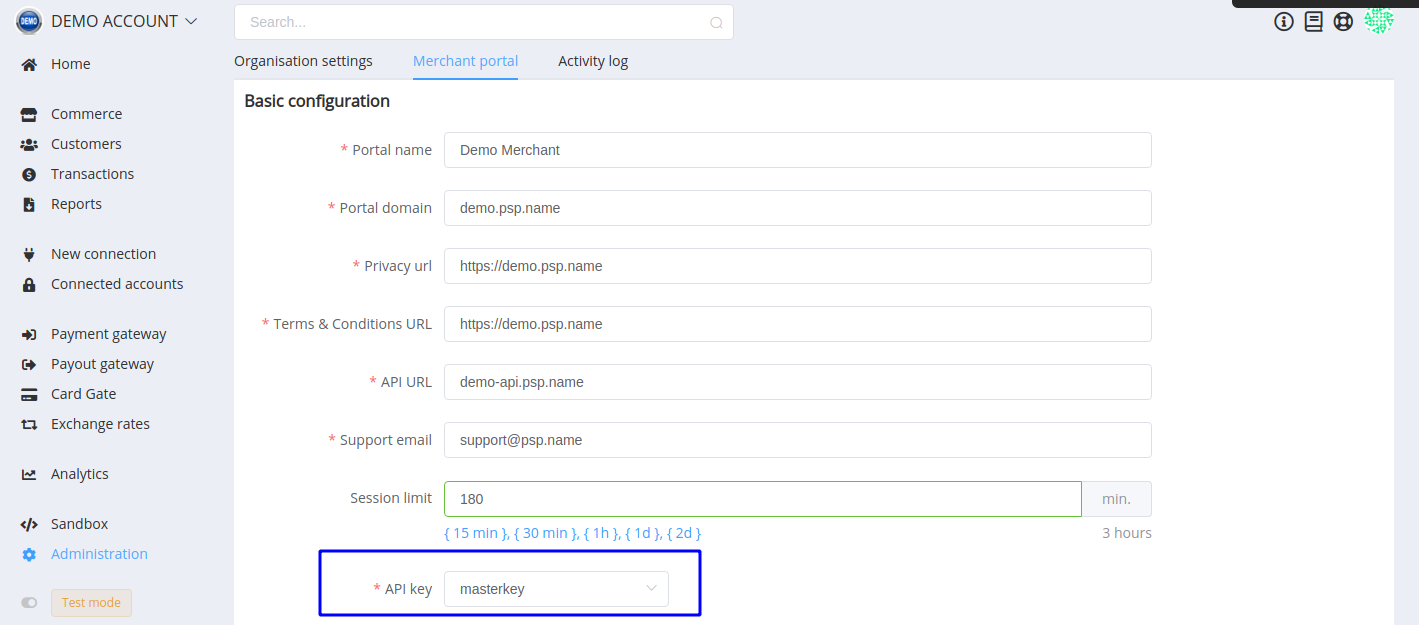 DEMO
DEMO ACCOUNT
Search...
Home
Commerce
Customers
Transactions
Reports
New connection
Connected accounts
Payment gateway
Payout gateway
Card Gate
Exchange rates
Analytics
Sandbox
Administration
Test mode
Organisation settings
Merchant portal
Activity log
Basic configuration
* Portal name
Demo Merchant
* Portal domain
demo.psp.name
* Privacy url
https://demo.psp.name
* Terms & Conditions URL
https://demo.psp.name
* API URL
demo-api.psp.name
* Support email
support@psp.name
Session limit
180
min.
{ 15 min }, { 30 min }, { 1h }, { 1d }, { 2d }
3 hours
* API key
masterkey